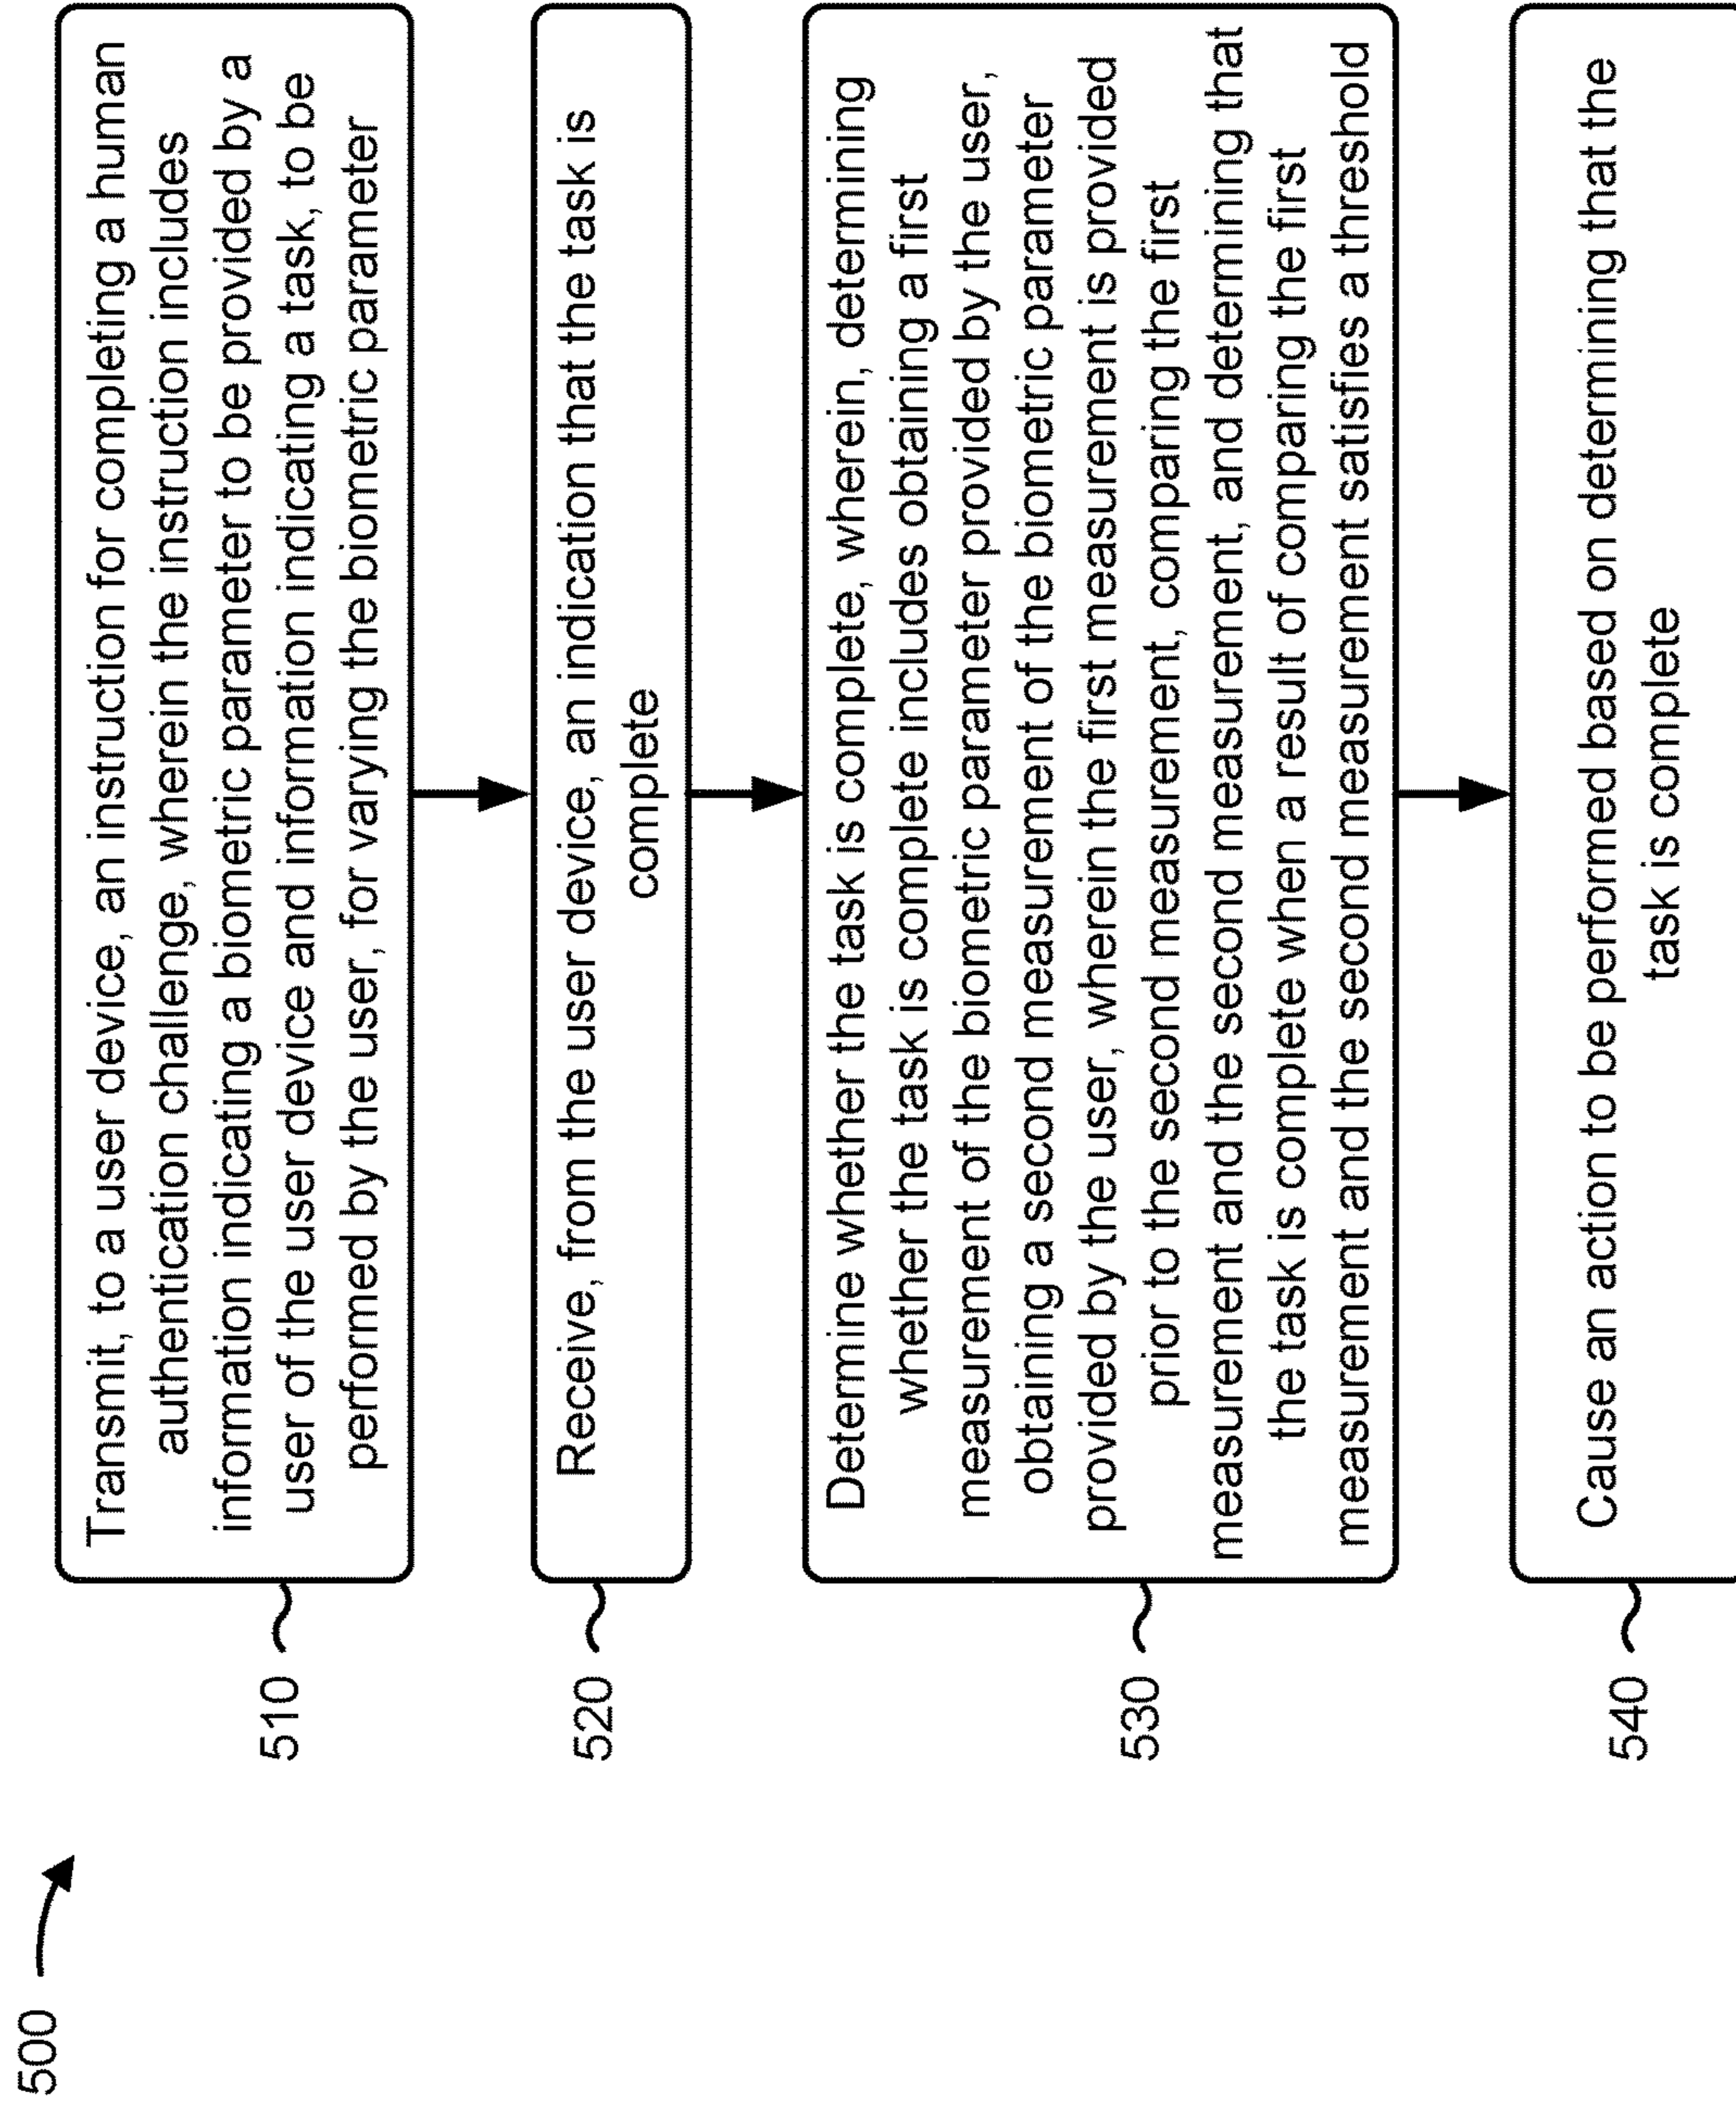 500
510
Transmit, to a user device, an instruction for completing a human
authentication challenge, wherein the instruction includes
information indicating a biometric parameter to be provided by a
user of the user device and information indicating a task, to be
performed by the user, for varying the biometric parameter
520
Receive, from the user device, an indication that the task is
complete
530
Determine whether the task is complete, wherein, determining
whether the task is complete includes obtaining a first
measurement of the biometric parameter provided by the user,
obtaining a second measurement of the biometric parameter
provided by the user, wherein the first measurement is provided
prior to the second measurement, comparing the first
measurement and the second measurement, and determining that
the task is complete when a result of comparing the first
measurement and the second measurement satisfies a threshold
540
Cause an action to be performed based on determining that the
task is complete